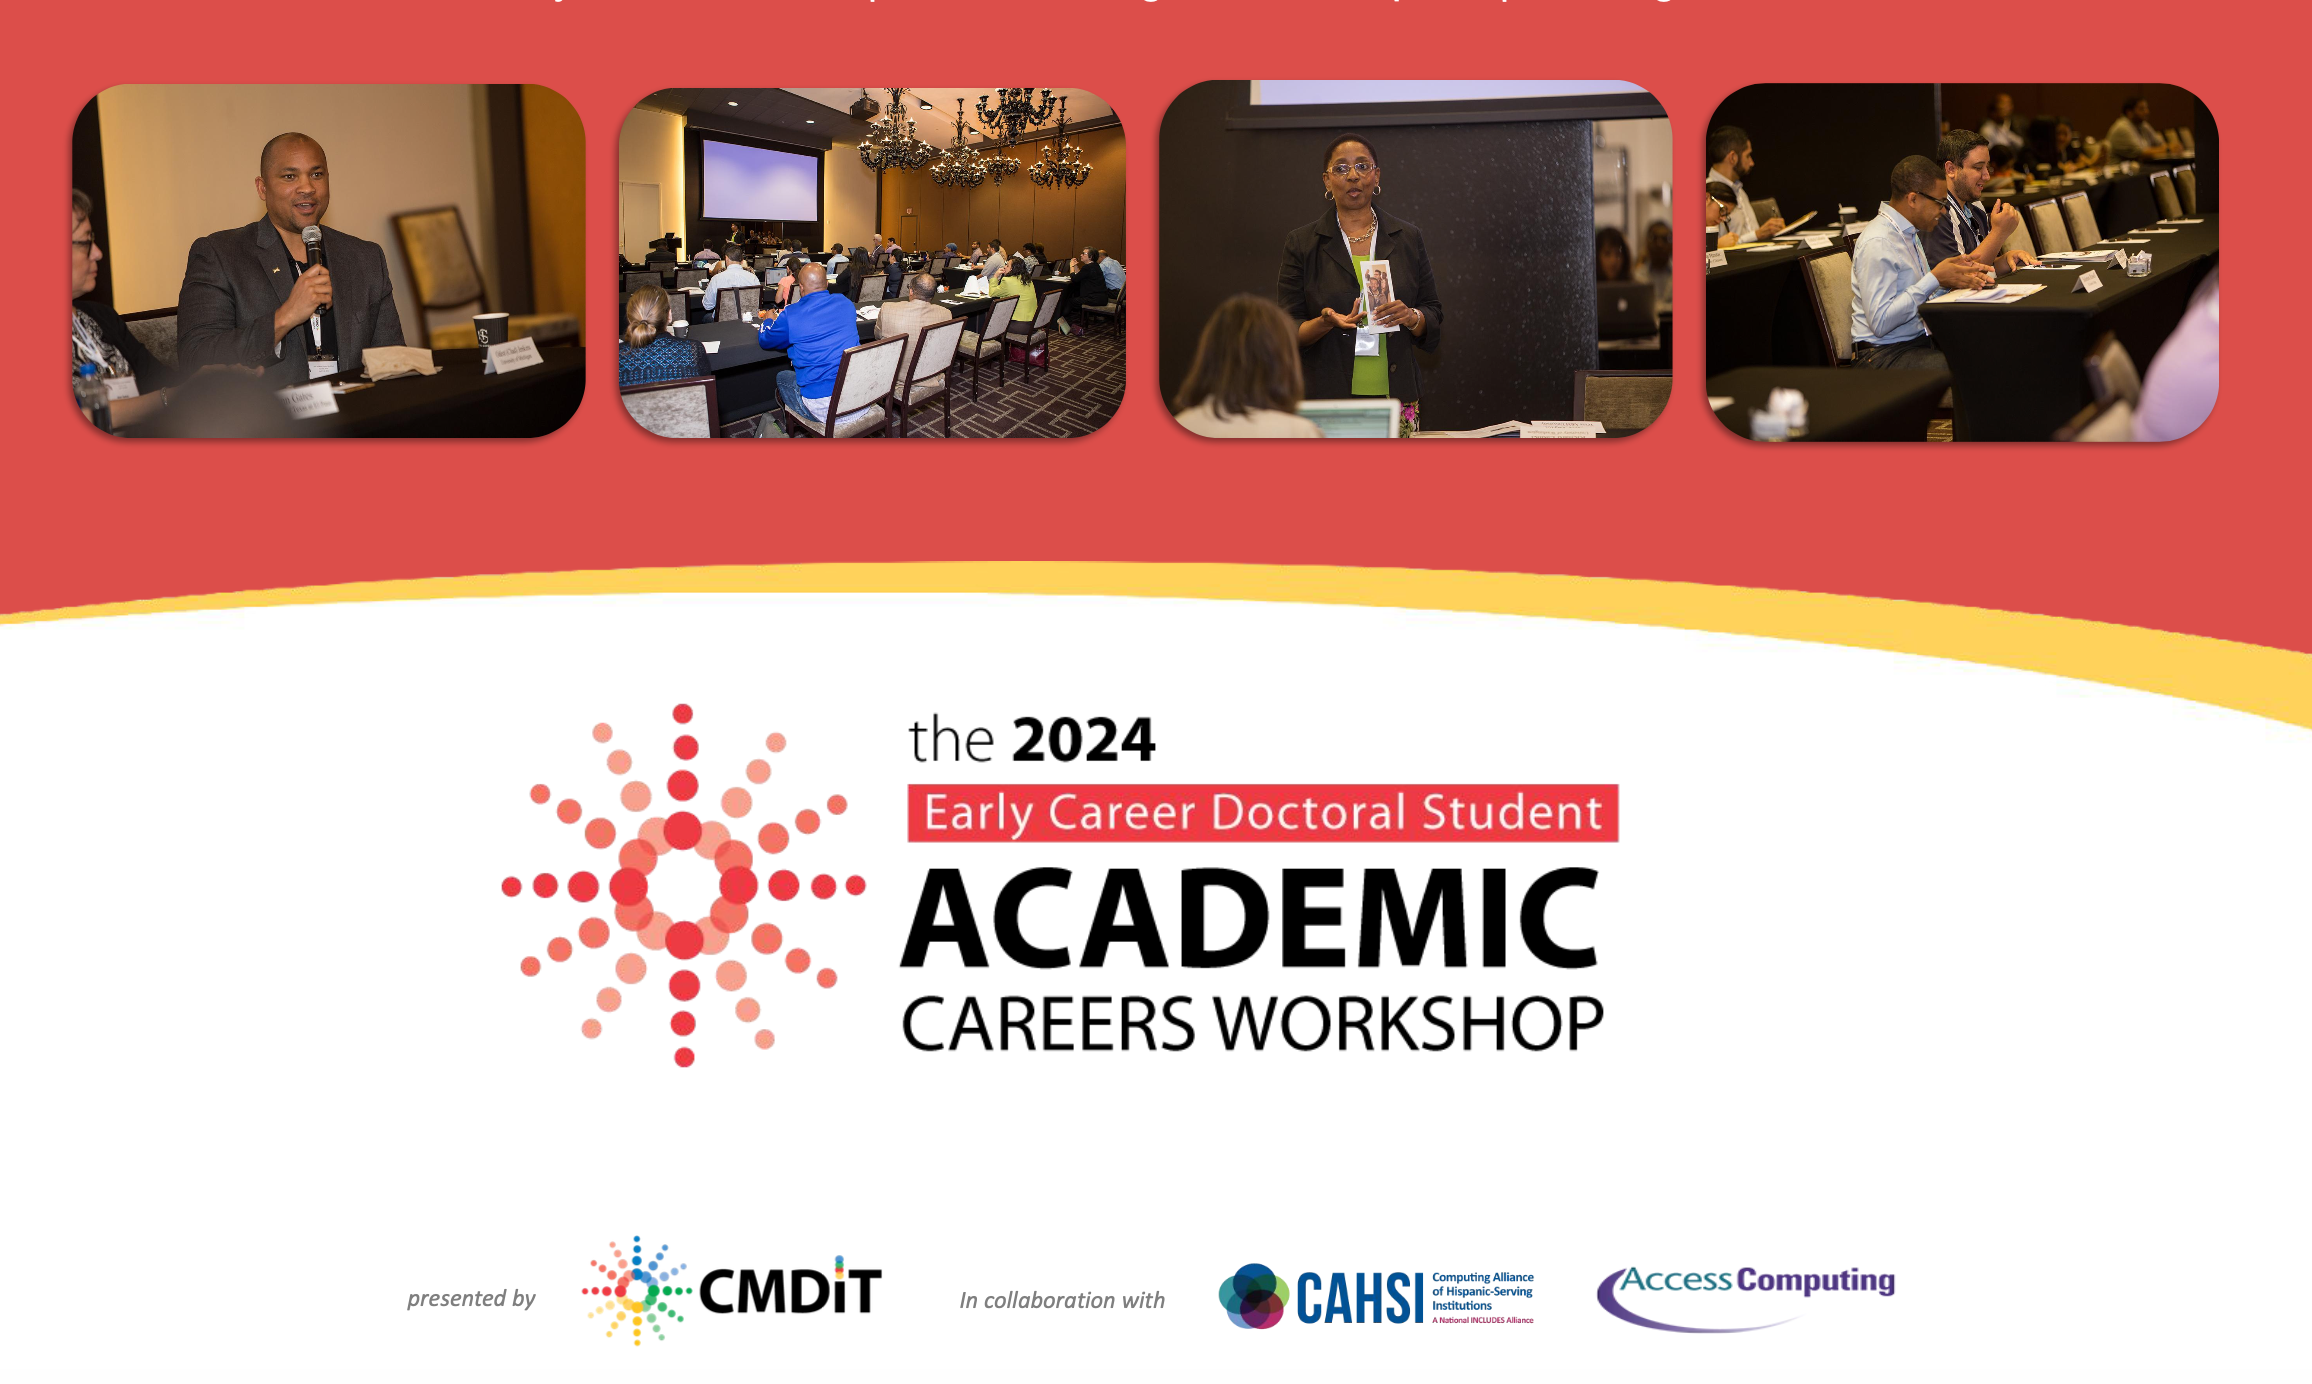 the 2024
Early Career Doctoral Student
ACADEMIC
CAREERS WORKSHOP
presented by
CMDiT
In collaboration with
CAHSI
Computing Alliance
of Hispanic-Serving
Institutions
A National INCLUDES Alliance
AccessComputing